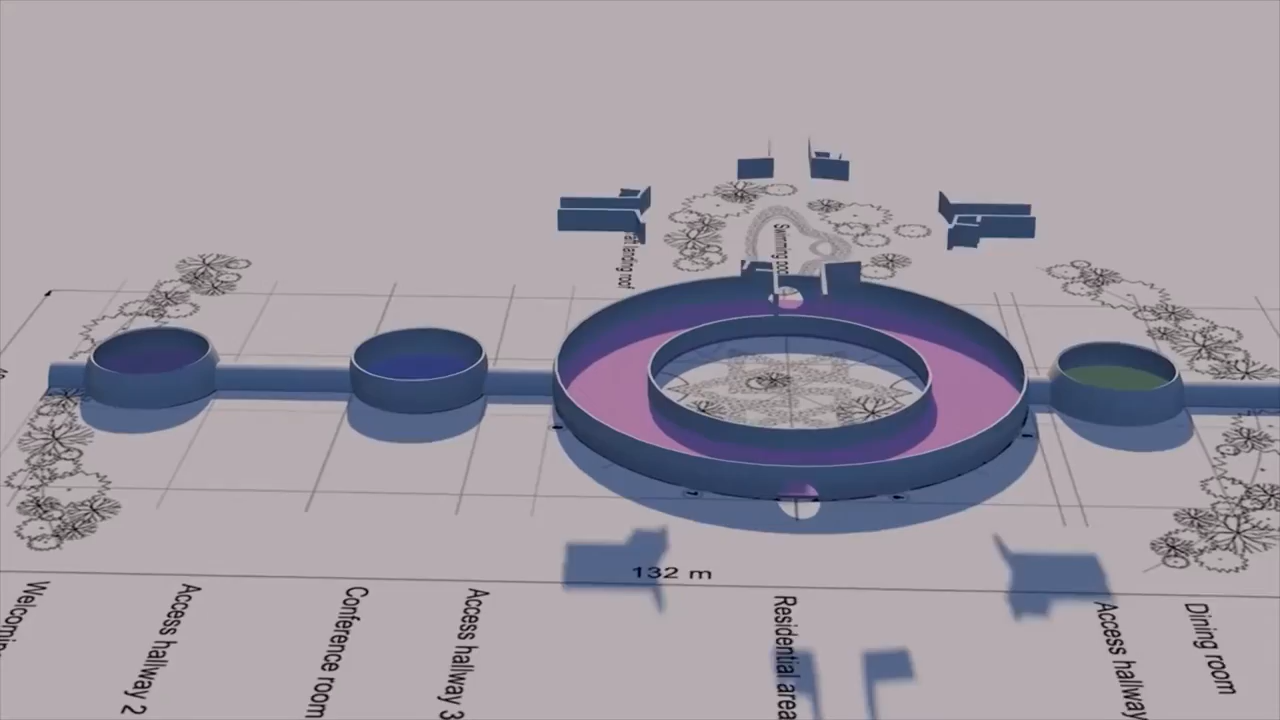 Swimming pool
landing roof
132 m
Access hallway 2
Conference room
Access hallway 3
Residential area
Access hallway
Dining room